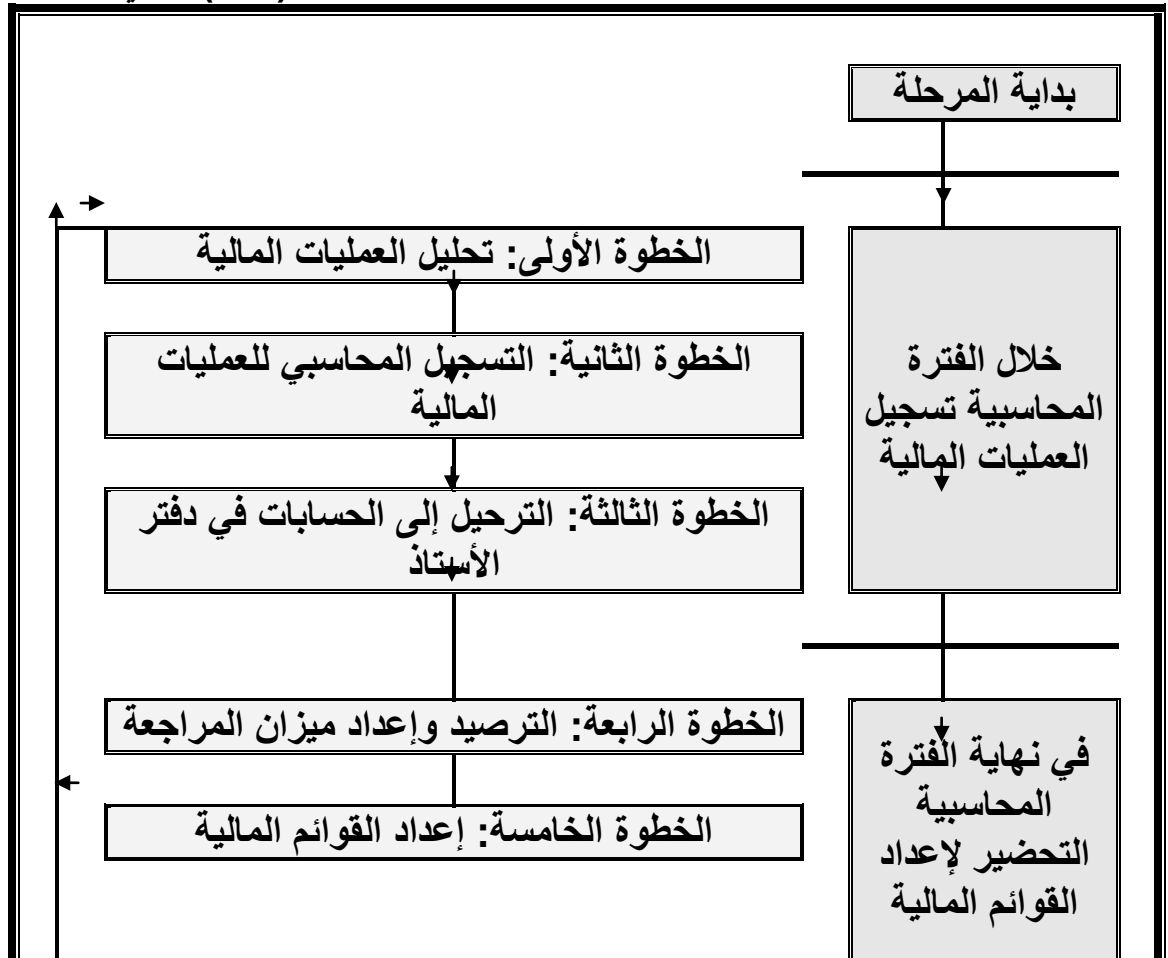 بداية المرحلة
الخطوة الأولى: تحليل العمليات المالية
الخطوة الثانية: التسجيل المحاسبي للعمليات
المالية
الخطوة الثالثة: الترحيل إلى الحسابات في دفتر
الأستاذ
خلال الفترة
المحاسبية تسجيل
العمليات المالية
الخطوة الرابعة: الترصيد وإعداد ميزان المراجعة
الخطوة الخامسة: إعداد القوائم المالية
في نهاية الفترة
المحاسبية
التحضير لإعداد
القوائم المالية